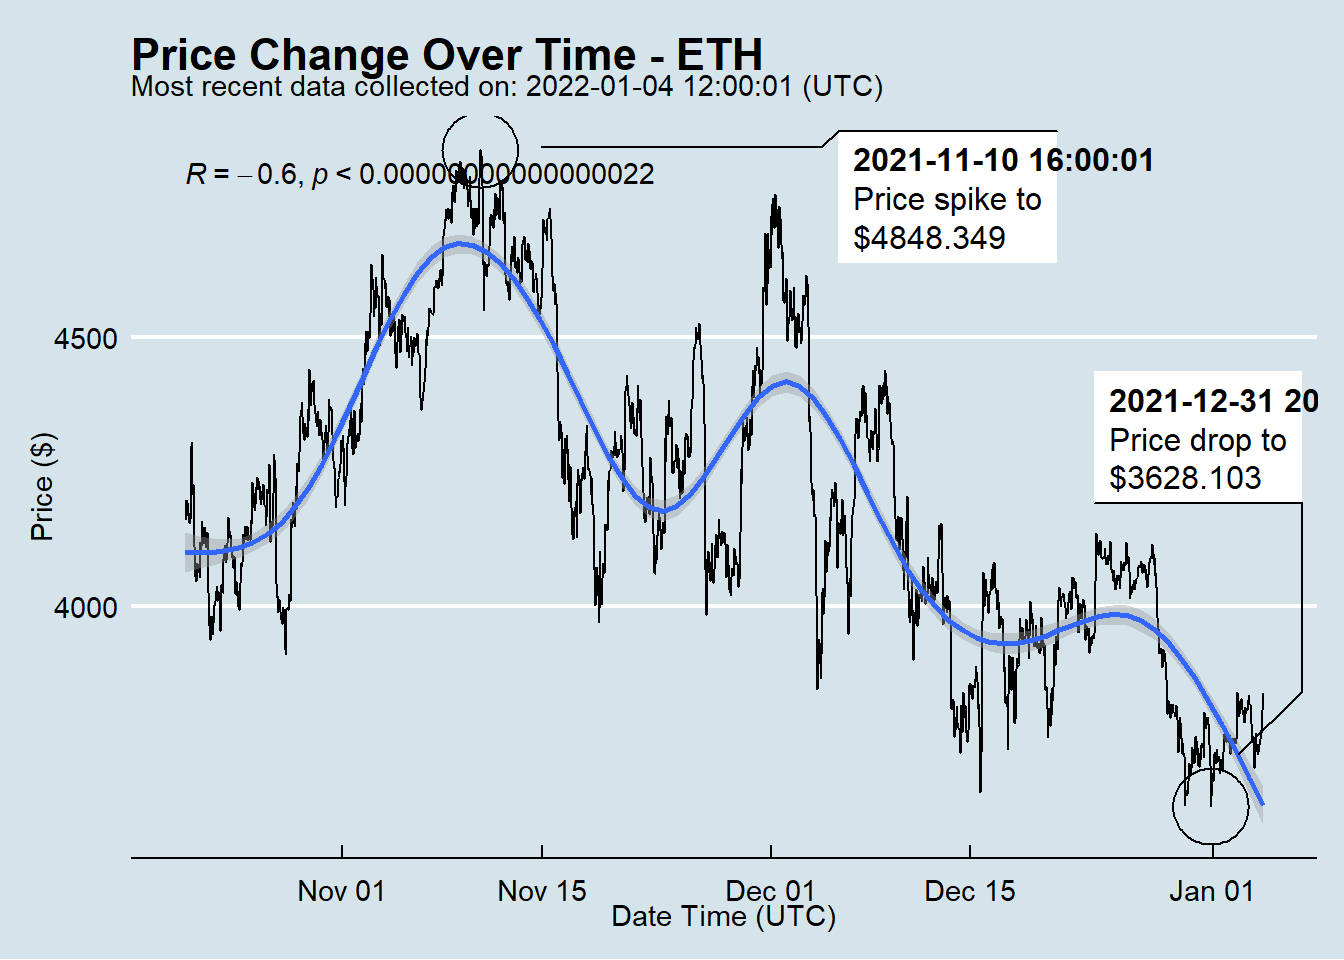 Price Change Over Time - ETH
Most recent data collected on: 2022-01-04 12:00:01 (UTC)
R = −0.6, p < 0.00000000000000022
2021-11-10 16:00:01
Price spike to
$4848.349
2021-12-31 20
Price drop to
$3628.103
4500
4000
Price ($)
Nov 01
Nov 15
Dec 01
Dec 15
Jan 01
Date Time (UTC)